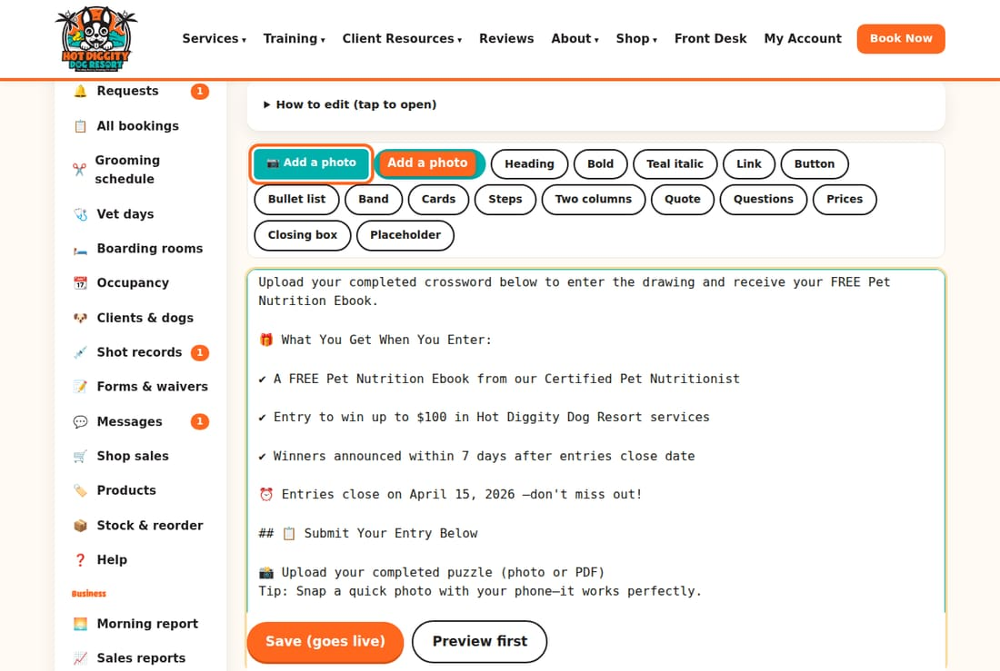 HOT DIGGITY
DOG RESORT
Services ▾ Training ▾ Client Resources ▾ Reviews About ▾ Shop ▾ Front Desk My Account Book Now
🔔 Requests 1
📋 All bookings
✂️ Grooming schedule
🩺 Vet days
🛏️ Boarding rooms
📆 Occupancy
🐶 Clients & dogs
💉 Shot records 1
📝 Forms & waivers
💬 Messages 1
🛒 Shop sales
🏷️ Products
📦 Stock & reorder
❓ Help
Business
🌅 Morning report
📈 Sales reports
▶ How to edit (tap to open)
📷 Add a photo Add a photo Heading Bold Teal italic Link Button
Bullet list Band Cards Steps Two columns Quote Questions Prices
Closing box Placeholder
Upload your completed crossword below to enter the drawing and receive your FREE Pet
Nutrition Ebook.
🎁 What You Get When You Enter:
✔ A FREE Pet Nutrition Ebook from our Certified Pet Nutritionist
✔ Entry to win up to $100 in Hot Diggity Dog Resort services
✔ Winners announced within 7 days after entries close date
⏰ Entries close on April 15, 2026 —don't miss out!
## 📋 Submit Your Entry Below
📸 Upload your completed puzzle (photo or PDF)
Tip: Snap a quick photo with your phone—it works perfectly.
Save (goes live) Preview first